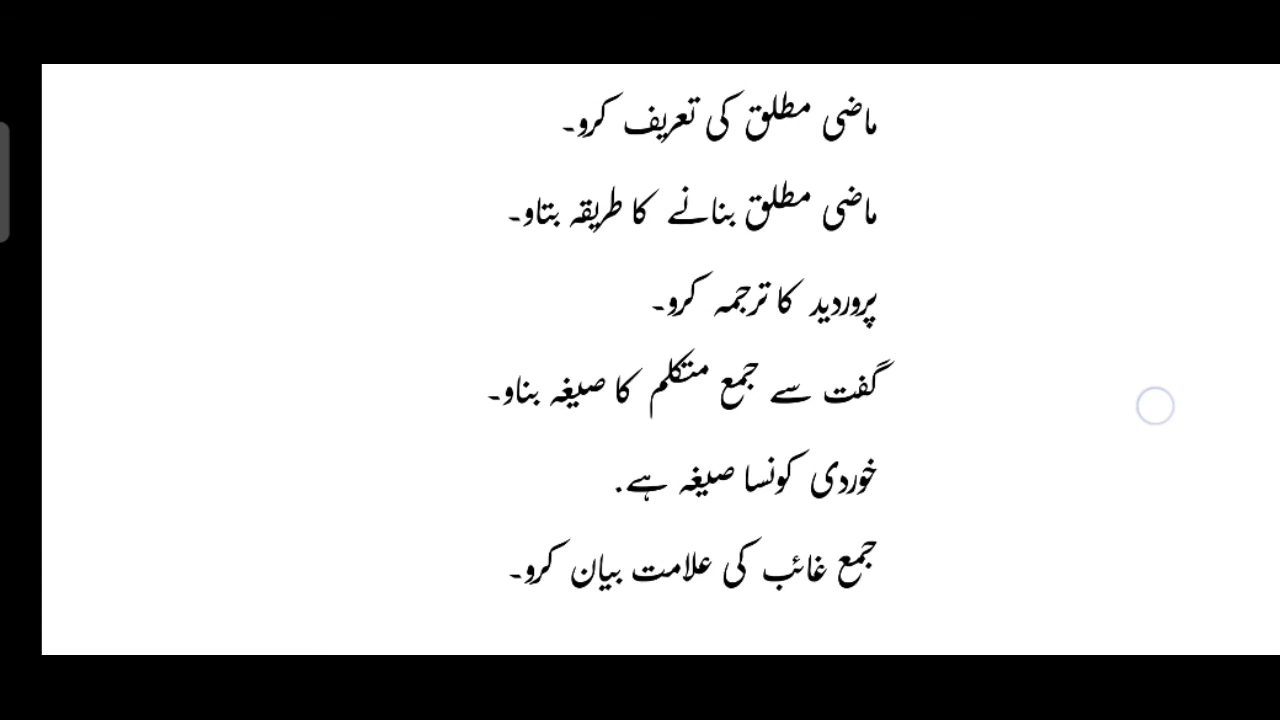 ماضی مطلق کی تعریف کرو۔
ماضی مطلق بنانے کا طریقہ بتاو۔
پروردید کا ترجمہ کرو۔
گفت سے جمع متکلم کا صیغہ بناو۔
خوردی کونسا صیغہ ہے.
جمع غائب کی علامت بیان کرو۔